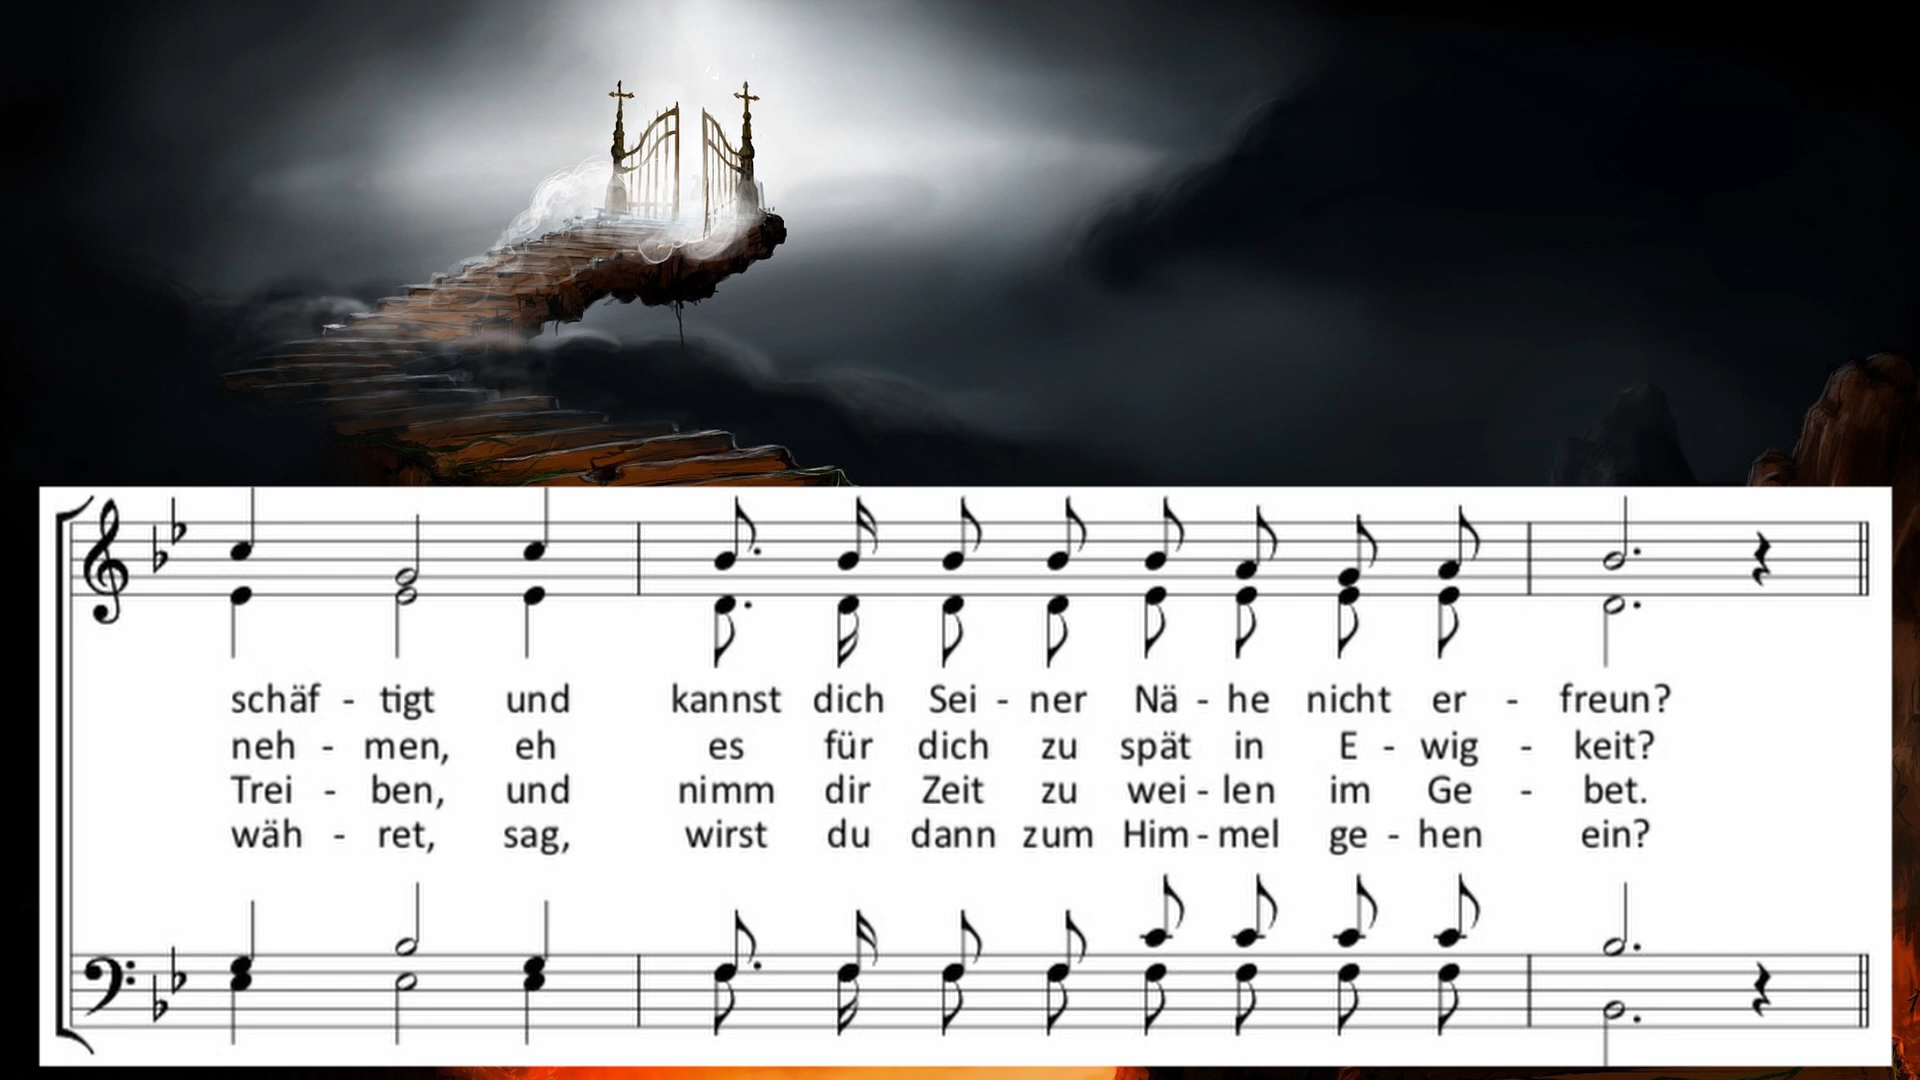 schäf - tigt und kannst dich Sei - ner Nä - he nicht er - freun?
neh - men, eh es für dich zu spät in E - wig - keit?
Trei - ben, und nimm dir Zeit zu wei - len im Ge - bet.
wäh - ret, sag, wirst du dann zum Him - mel ge - hen ein?